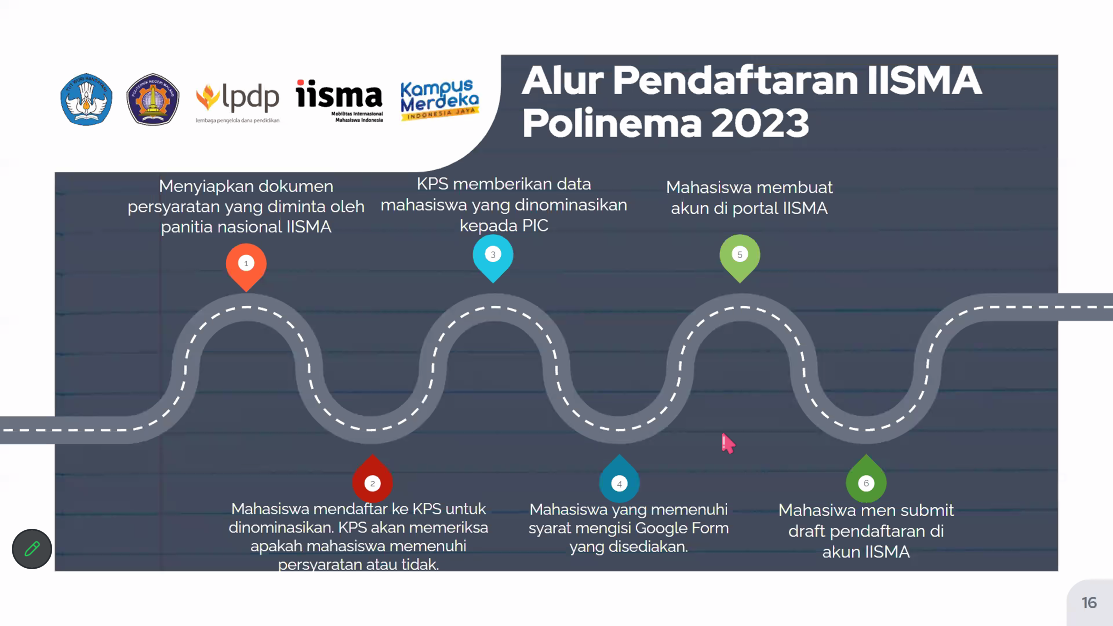 lpdp
lembaga pengelola dana pendidikan
iisma
Mobilitas Internasional
Mahasiswa Indonesia
Kampus
Merdeka
INDONESIA JAYA
Alur Pendaftaran IISMA
Polinema 2023
Menyiapkan dokumen
persyaratan yang diminta oleh
panitia nasional IISMA
1
KPS memberikan data
mahasiswa yang dinominasikan
kepada PIC
3
Mahasiswa membuat
akun di portal IISMA
5
2
Mahasiswa mendaftar ke KPS untuk
dinominasikan. KPS akan memeriksa
apakah mahasiswa memenuhi
persyaratan atau tidak.
4
Mahasiswa yang memenuhi
syarat mengisi Google Form
yang disediakan.
6
Mahasiwa men submit
draft pendaftaran di
akun IISMA
16